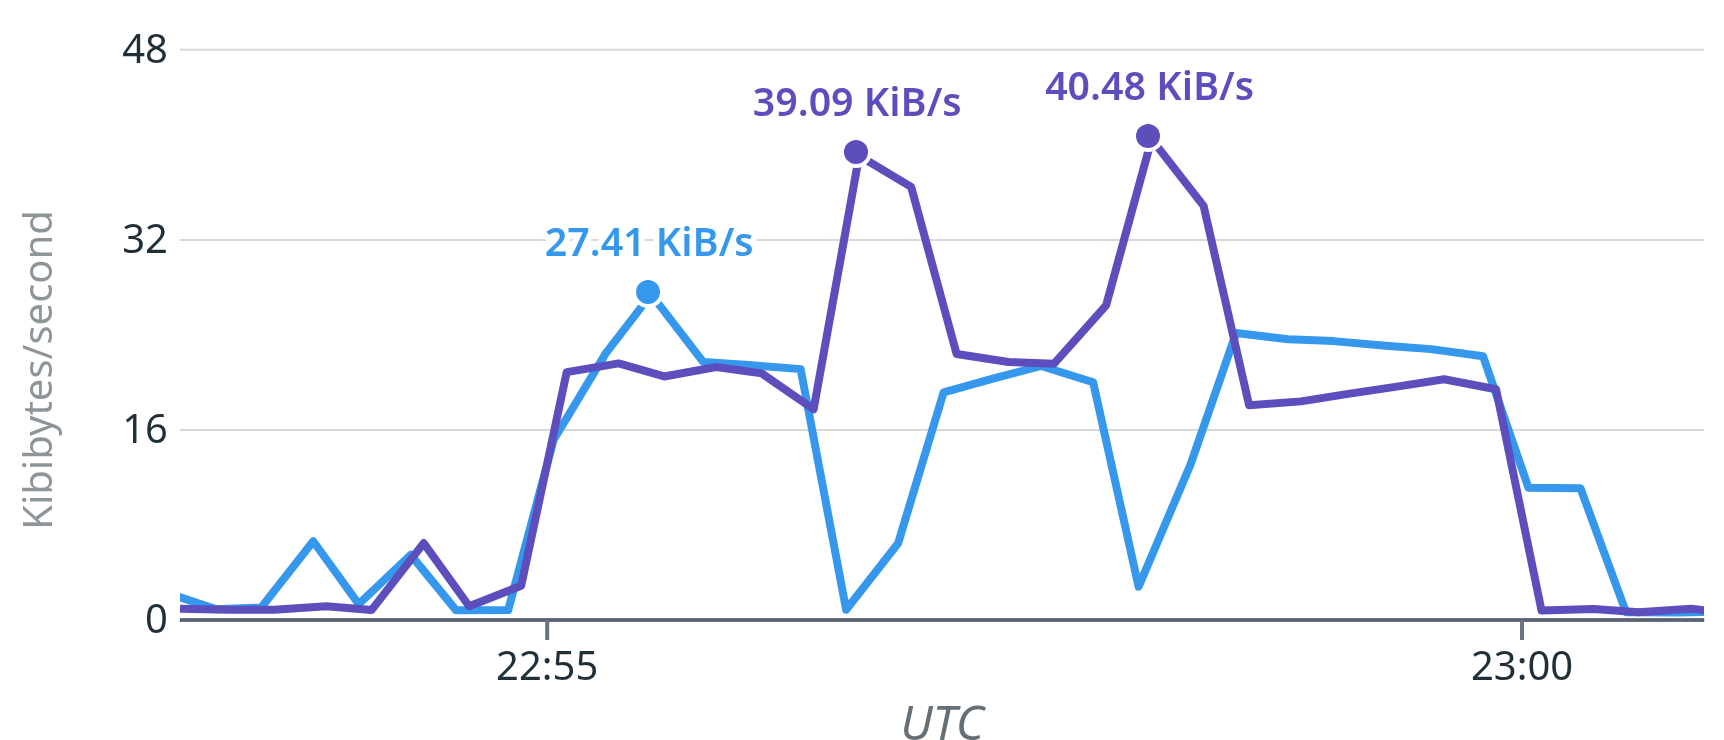 48
40.48 KiB/s
39.09 KiB/s
32
27.41 KiB/s
16
0
Kibibytes/second
22:55
23:00
UTC